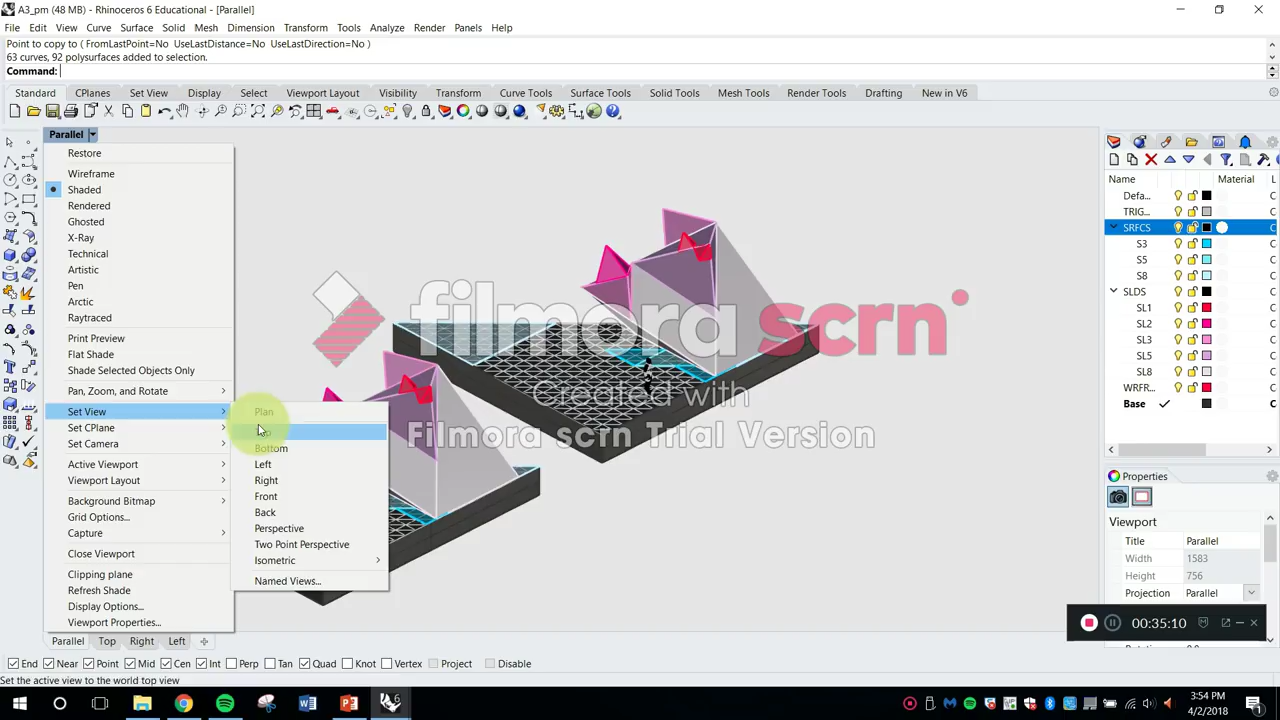 A3_pm (48 MB) - Rhinoceros 6 Educational - [Parallel]
File Edit View Curve Surface Solid Mesh Dimension Transform Tools Analyze Render Panels Help
Point to copy to ( FromLastPoint=No UseLastDistance=No UseLastDirection=No )
63 curves, 92 polysurfaces added to selection.
Command:
Standard CPlanes Set View Display Select Viewport Layout Visibility Transform Curve Tools Surface Tools Solid Tools Mesh Tools Render Tools Drafting New in V6
Parallel
Restore
Wireframe
Shaded
Rendered
Ghosted
X-Ray
Technical
Artistic
Pen
Arctic
Raytraced
Print Preview
Flat Shade
Shade Selected Objects Only
Pan, Zoom, and Rotate
Set View
Set CPlane
Set Camera
Active Viewport
Viewport Layout
Background Bitmap
Grid Options...
Capture
Close Viewport
Clipping plane
Refresh Shade
Display Options...
Viewport Properties...
Plan
Top
Bottom
Left
Right
Front
Back
Perspective
Two Point Perspective
Isometric
Named Views...
filmora scrn
Created with
Filmora scrn Trial Version
Name Material L
Defa... C
TRIG... C
SRFCS C
S3 C
S5 C
S8 C
SLDS C
SL1 C
SL2 C
SL3 C
SL5 C
SL8 C
WRFR... C
Base C
Properties
Viewport
Title Parallel
Width 1583
Height 756
Projection Parallel
00:35:10
Parallel Top Right Left
End Near Point Mid Cen Int Perp Tan Quad Knot Vertex Project Disable
Set the active view to the world top view
3:54 PM
4/2/2018